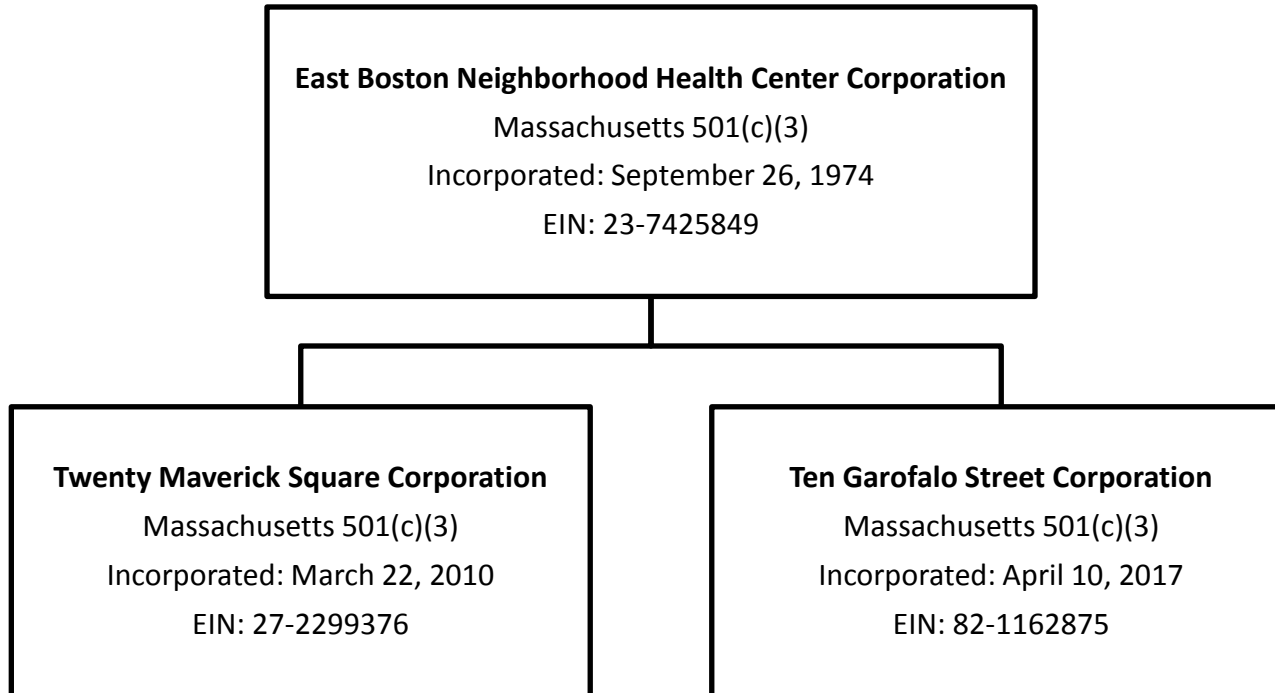 East Boston Neighborhood Health Center Corporation
Massachusetts 501(c)(3)
Incorporated: September 26, 1974
EIN: 23-7425849
Twenty Maverick Square Corporation
Massachusetts 501(c)(3)
Incorporated: March 22, 2010
EIN: 27-2299376
Ten Garofalo Street Corporation
Massachusetts 501(c)(3)
Incorporated: April 10, 2017
EIN: 82-1162875